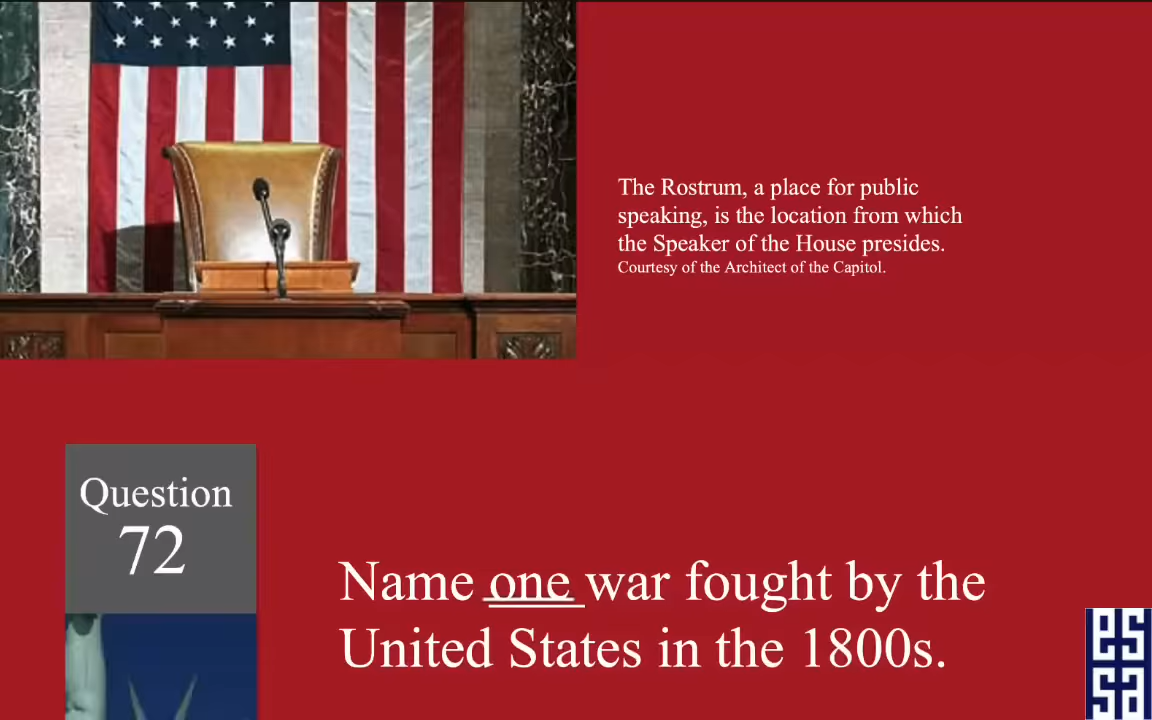 The Rostrum, a place for public
speaking, is the location from which
the Speaker of the House presides.
Courtesy of the Architect of the Capitol.
Question
72
Name one war fought by the
United States in the 1800s.
essa